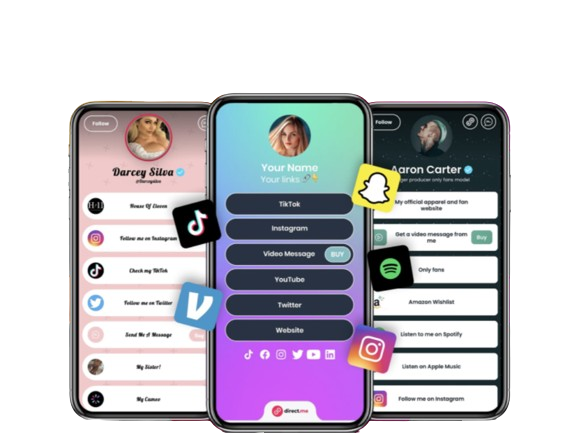 Follow
Darcey Silva
@darceydsv
House Of Eleven
Follow me on Instagram
Check my TikTok
Follow me on Twitter
Send Me A Message
My Sister!
My Cameo
Your Name
Your links
TikTok
Instagram
Video Message BUY
YouTube
Twitter
Website
direct.me
Follow
Aaron Carter
producer only fans model
My official apparel and fan
website
Get a video message from
me
Buy
Only fans
Amazon Wishlist
Listen to me on Spotify
Listen on Apple Music
Follow me on Instagram